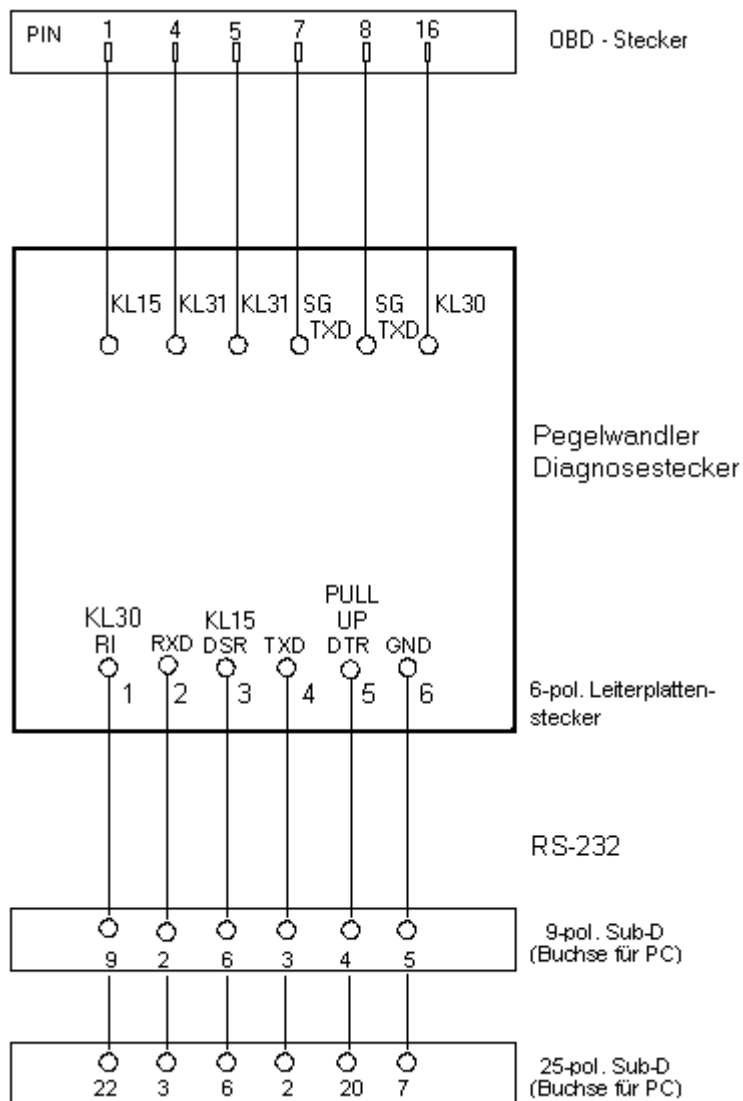 PIN 1 4 5 7 8 16 OBD - Stecker
KL15 KL31 KL31 SG SG KL30
TXD TXD
Pegelwandler
Diagnosestecker
PULL
KL30 KL15 UP
RI RXD DSR TXD DTR GND
1 2 3 4 5 6
6-pol. Leiterplatten-
stecker
RS-232
9-pol. Sub-D
9 2 6 3 4 5 (Buchse für PC)
25-pol. Sub-D
22 3 6 2 20 7 (Buchse für PC)